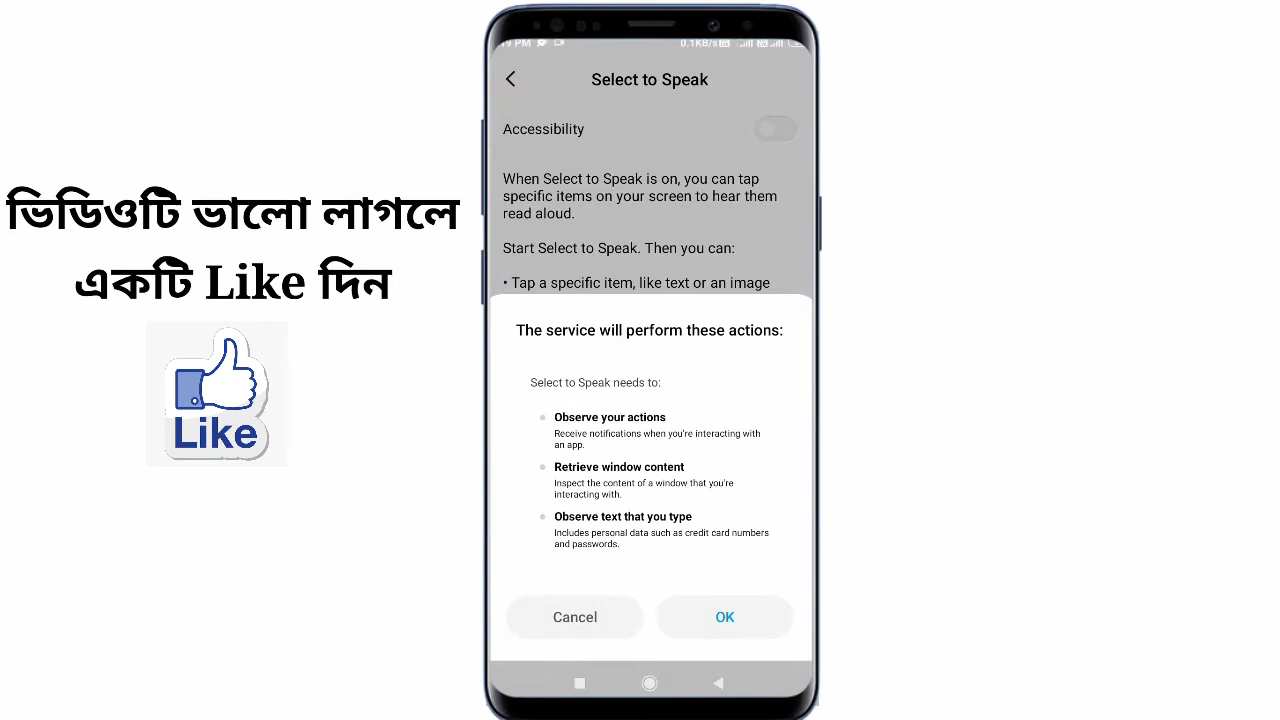 ভিডিওটি ভালো লাগলে
একটি Like দিন
Like
19 PM
0.1KB/s
Select to Speak
Accessibility
When Select to Speak is on, you can tap
specific items on your screen to hear them
read aloud.
Start Select to Speak. Then you can:
• Tap a specific item, like text or an image
The service will perform these actions:
Select to Speak needs to:
Observe your actions
Receive notifications when you're interacting with
an app.
Retrieve window content
Inspect the content of a window that you're
interacting with.
Observe text that you type
Includes personal data such as credit card numbers
and passwords.
Cancel
OK